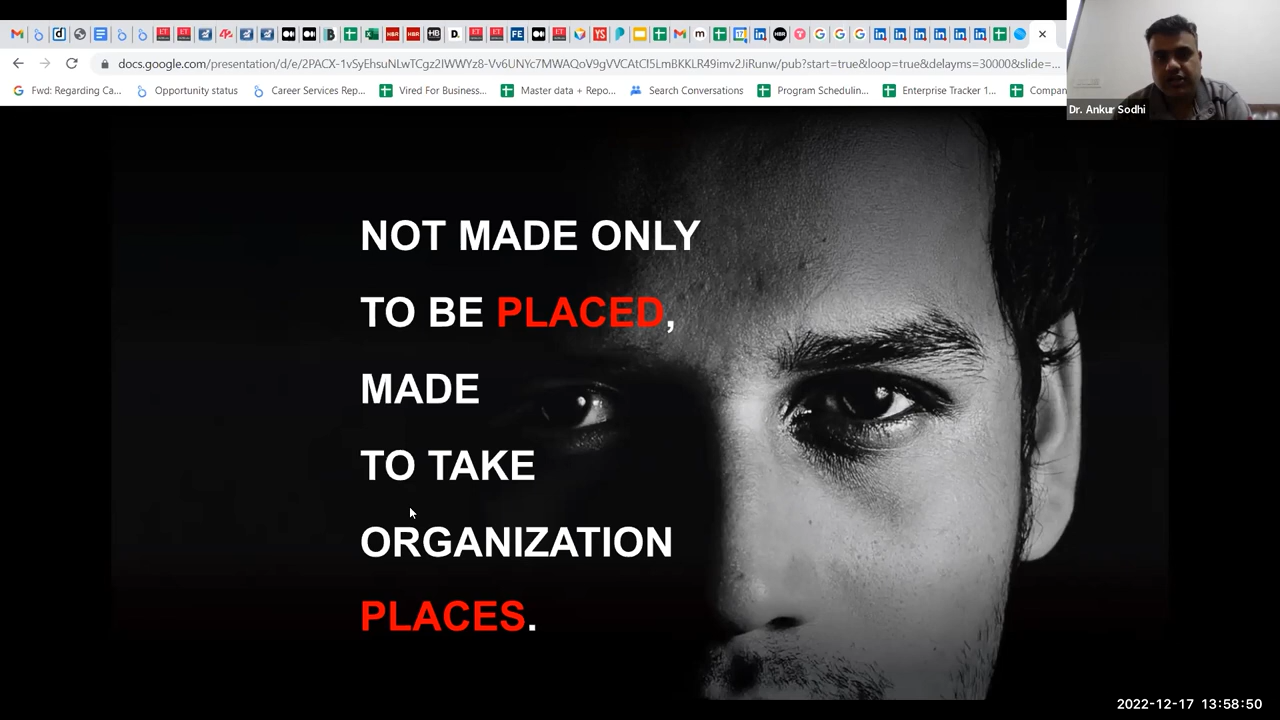 docs.google.com/presentation/d/e/2PACX-1vSyEhsuNLwTCgz2IWWYz8-Vv6UNYc7MWAQoV9gVVCAtCI5LmBKKLR49imv2JiRunw/pub?start=true&loop=true&delayms=30000&slide=...
Fwd: Regarding Ca... Opportunity status Career Services Rep... Vired For Business... Master data + Repo... Search Conversations Program Schedulin... Enterprise Tracker 1... Compan
Dr. Ankur Sodhi
NOT MADE ONLY
TO BE PLACED,
MADE
TO TAKE
ORGANIZATION
PLACES.
2022-12-17 13:58:50